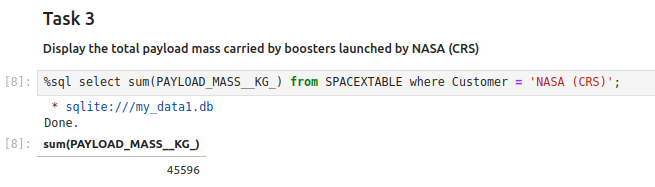 Task 3
Display the total payload mass carried by boosters launched by NASA (CRS)
[8]: %sql select sum(PAYLOAD_MASS__KG_) from SPACEXTABLE where Customer = 'NASA (CRS)';
* sqlite:///my_data1.db
Done.
[8]: sum(PAYLOAD_MASS__KG_)
45596